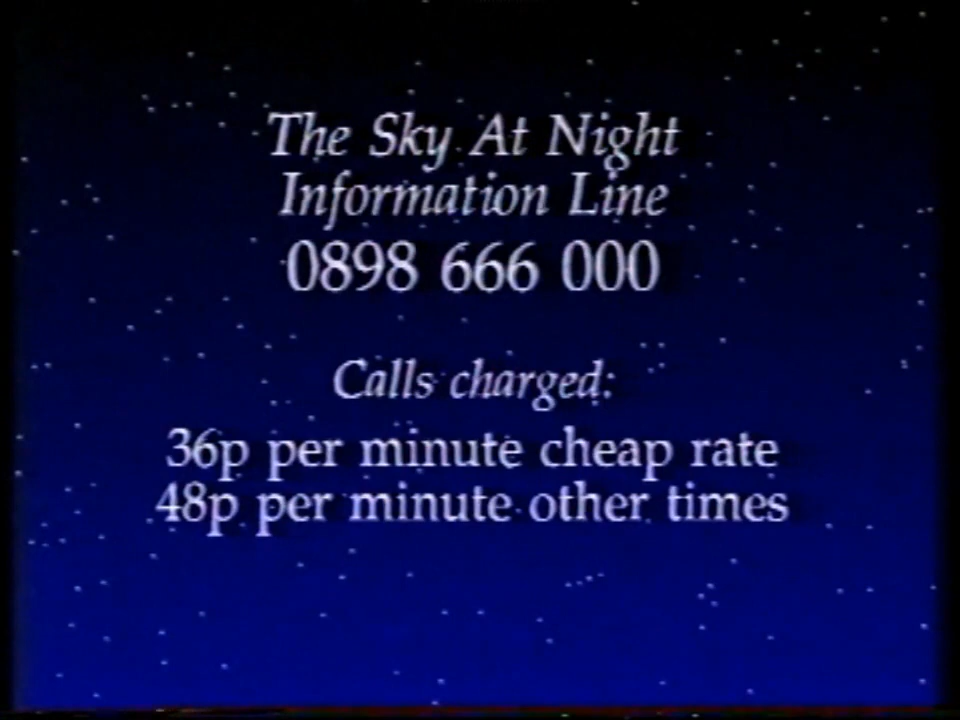 The Sky At Night
Information Line
0898 666 000
Calls charged:
36p per minute cheap rate
48p per minute other times